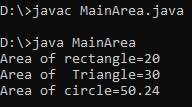 D:\>javac MainArea.java
D:\>java MainArea
Area of rectangle=20
Area of  Triangle=30
Area of circle=50.24